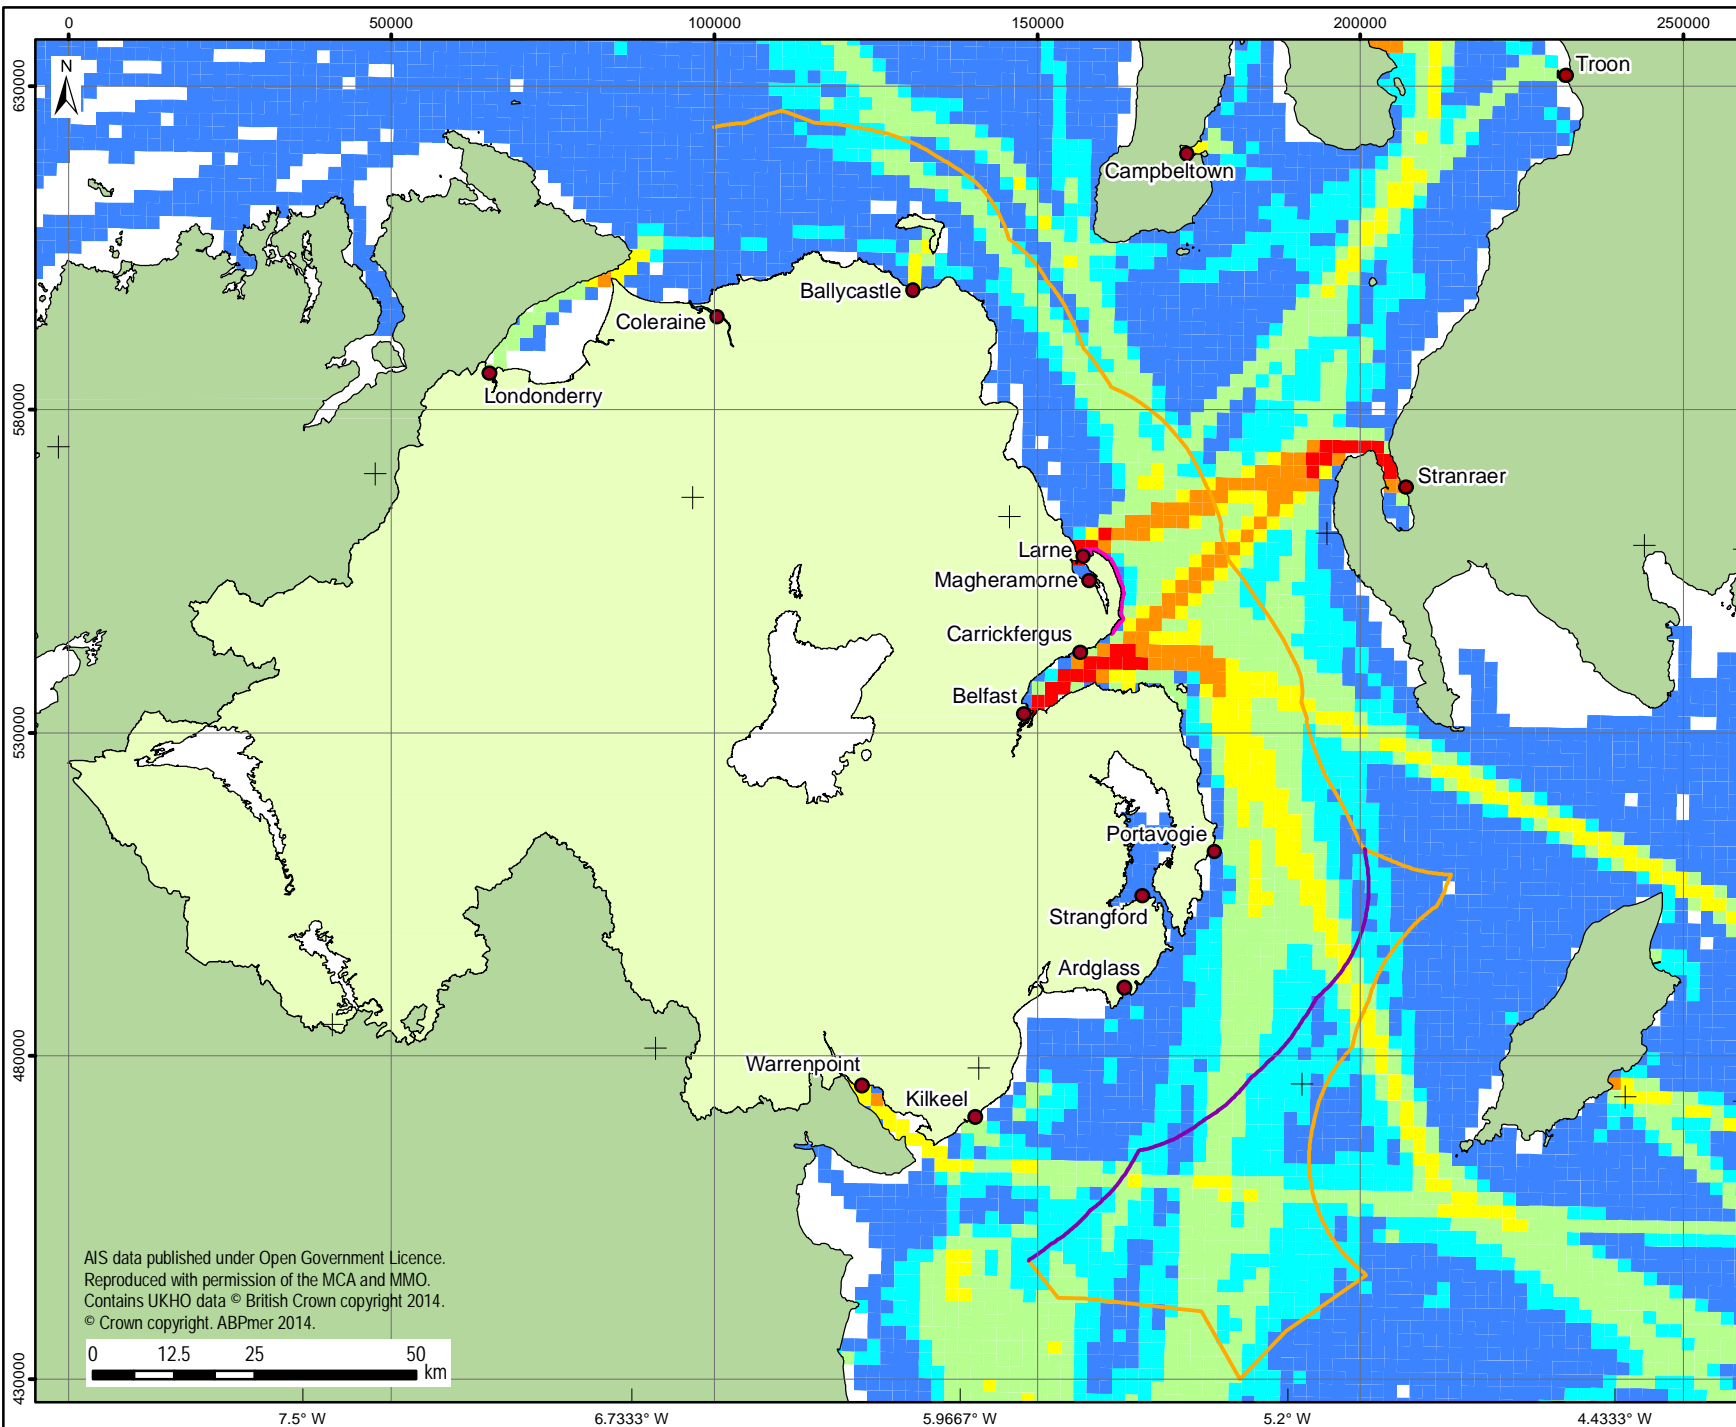 0 50000 100000 150000 200000 250000
N
630000
Troon
Campbeltown
Ballycastle
Coleraine
Londonderry
580000
Stranraer
Larne
Magheramorne
Carrickfergus
Belfast
530000
Portavogie
Strangford
Ardglass
480000
Warrenpoint
Kilkeel
AIS data published under Open Government Licence.
Reproduced with permission of the MCA and MMO.
Contains UKHO data © British Crown copyright 2014.
© Crown copyright. ABPmer 2014.
0 12.5 25 50
km
430000
7.5° W 6.7333° W 5.9667° W 5.2° W 4.4333° W